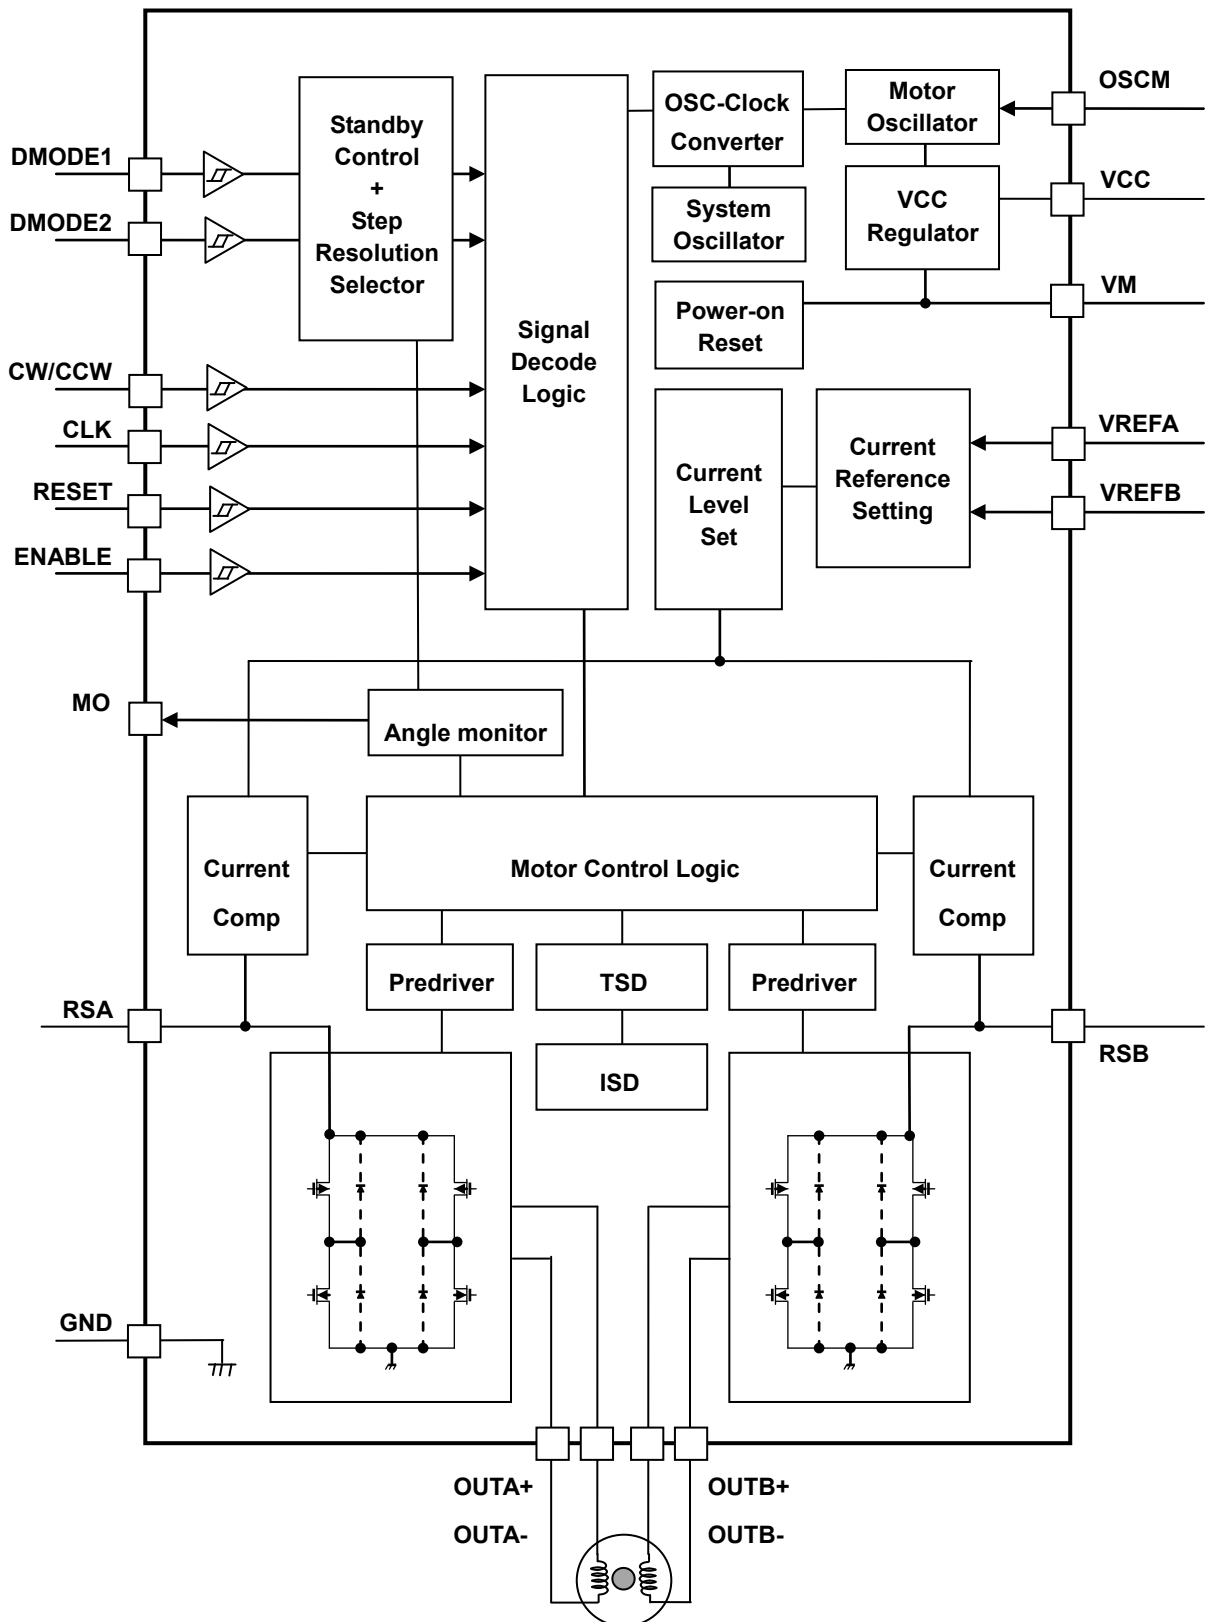 OSCM
Motor
Oscillator
OSC-Clock
Converter
Standby
Control
+
Step
Resolution
Selector
DMODE1
DMODE2
System
Oscillator
VCC
Regulator
VCC
VM
Power-on
Reset
Signal
Decode
Logic
CW/CCW
CLK
RESET
ENABLE
Current
Level
Set
Current
Reference
Setting
VREFA
VREFB
MO
Angle monitor
Current
Comp
Motor Control Logic
Current
Comp
Predriver
TSD
Predriver
RSA
ISD
RSB
GND
OUTA+
OUTA-
OUTB+
OUTB-